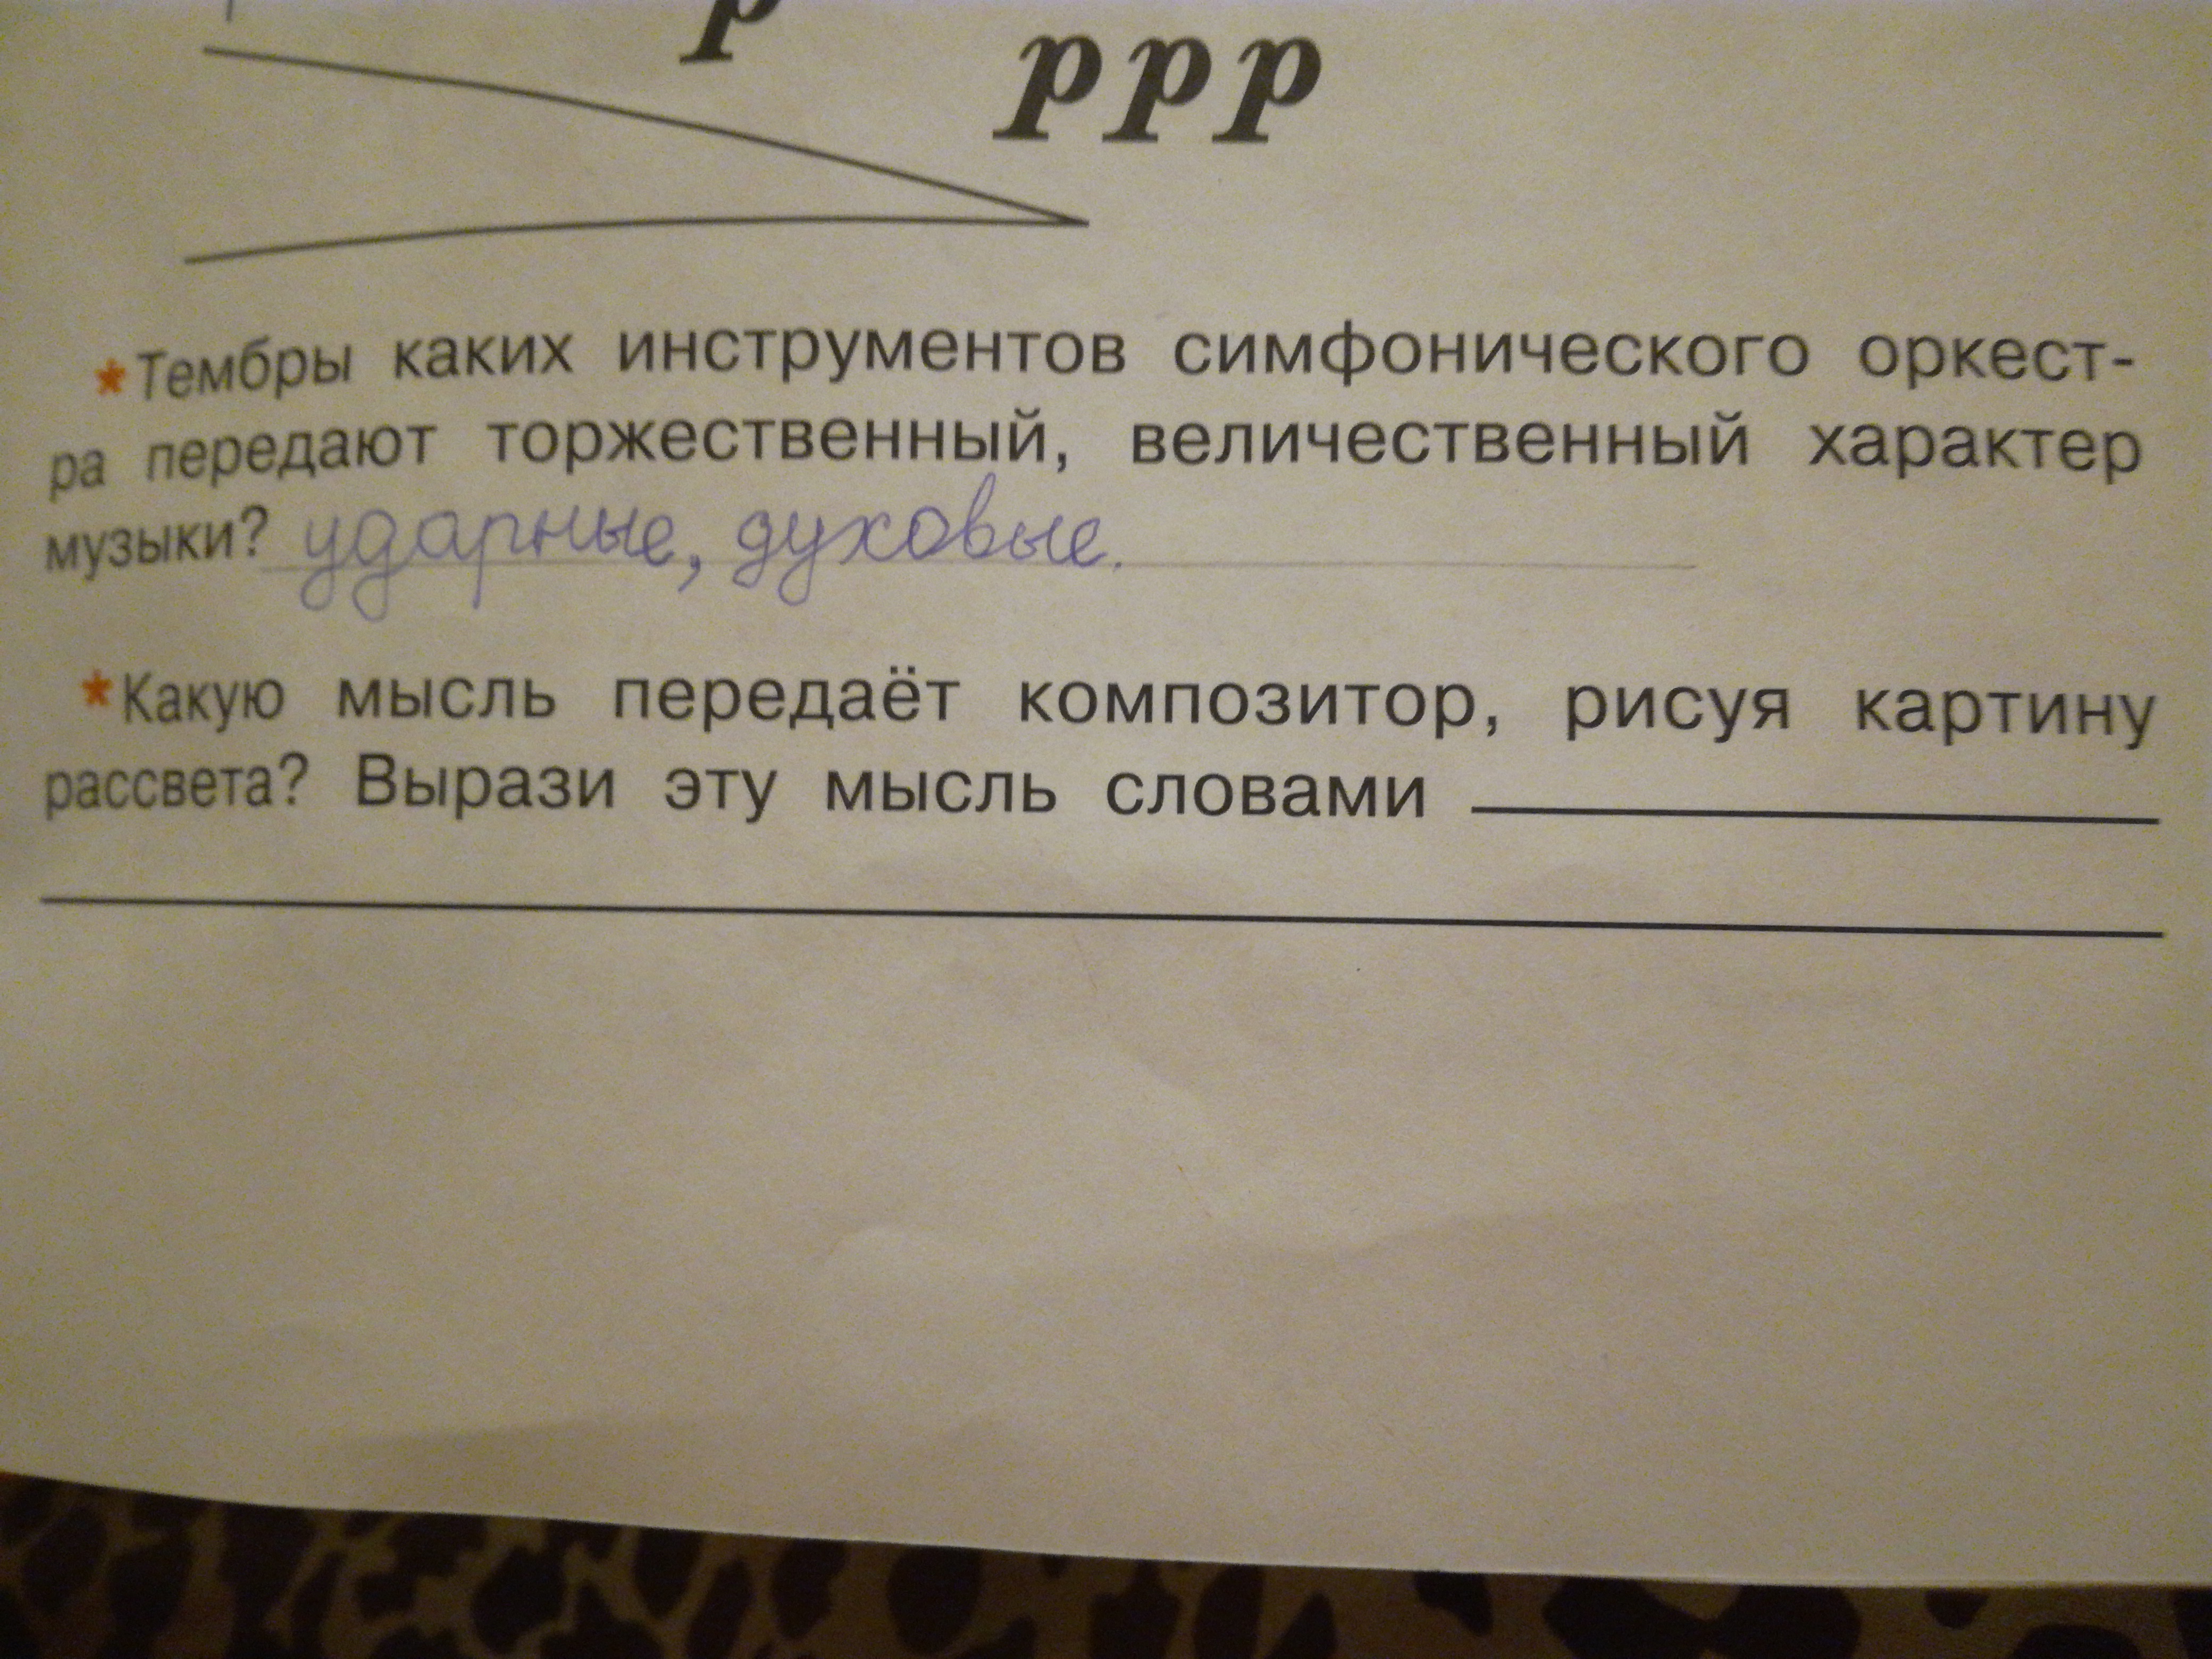 p
ppp
*Тембры каких инструментов симфонического оркест-
ра передают торжественный, величественный характер
музыки? ударные, духовые.
*Какую мысль передаёт композитор, рисуя картину
рассвета? Вырази эту мысль словами